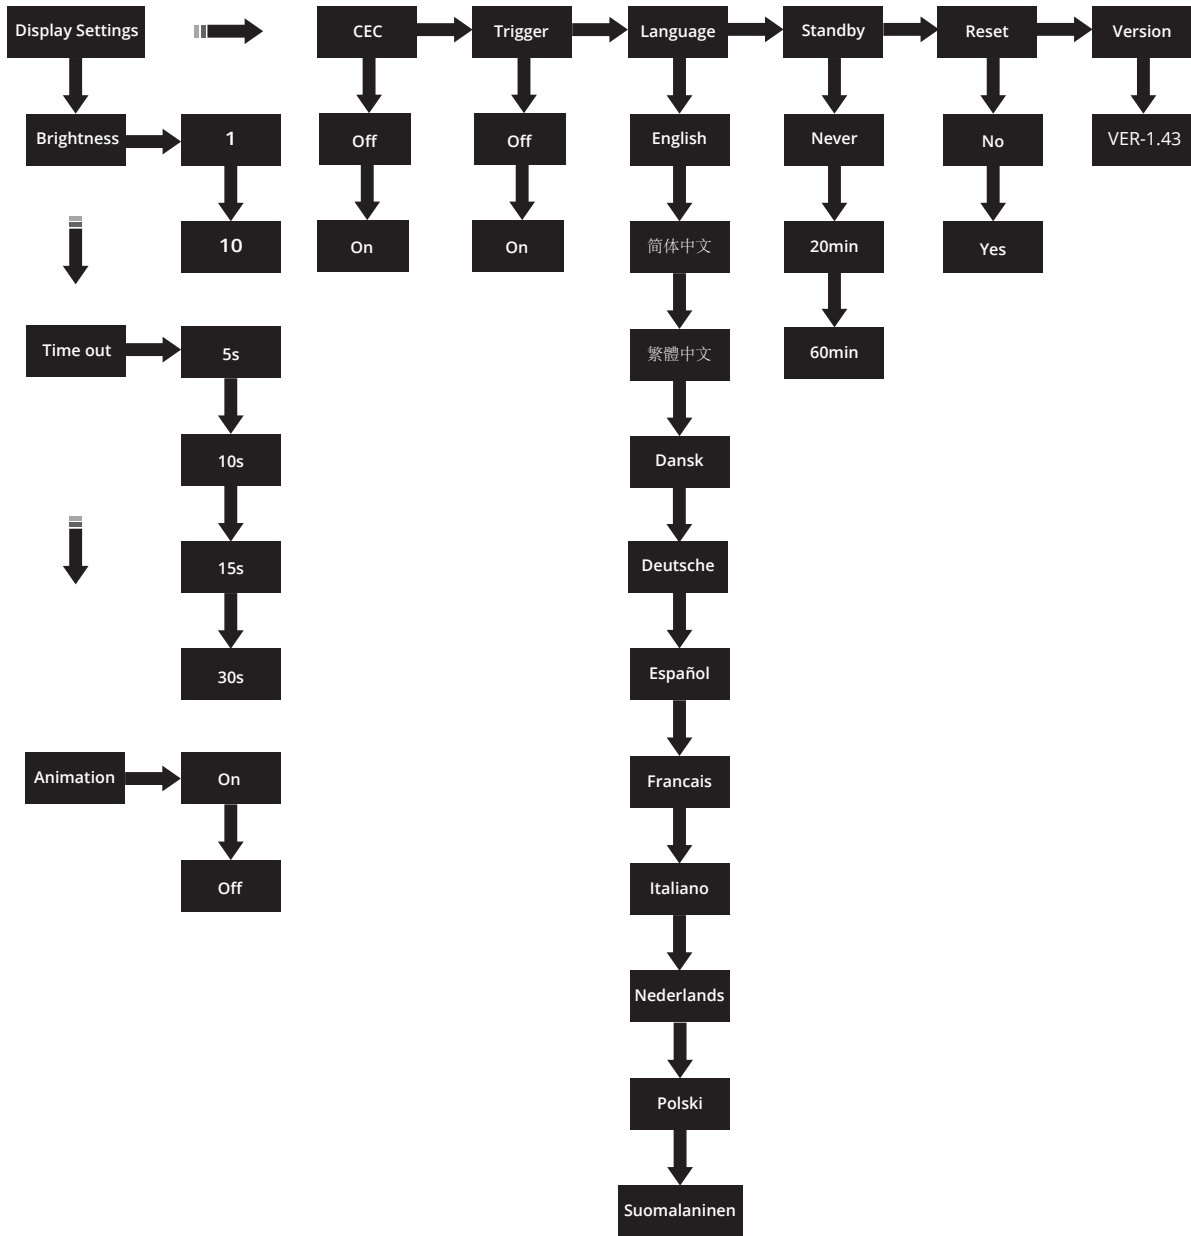 Display Settings
CEC
Trigger
Language
Standby
Reset
Version
Brightness
1
Off
Off
English
Never
No
VER-1.43
10
On
On
简体中文
20min
Yes
Time out
5s
繁體中文
60min
10s
Dansk
15s
Deutsche
30s
Español
Animation
On
Francais
Off
Italiano
Nederlands
Polski
Suomalaninen